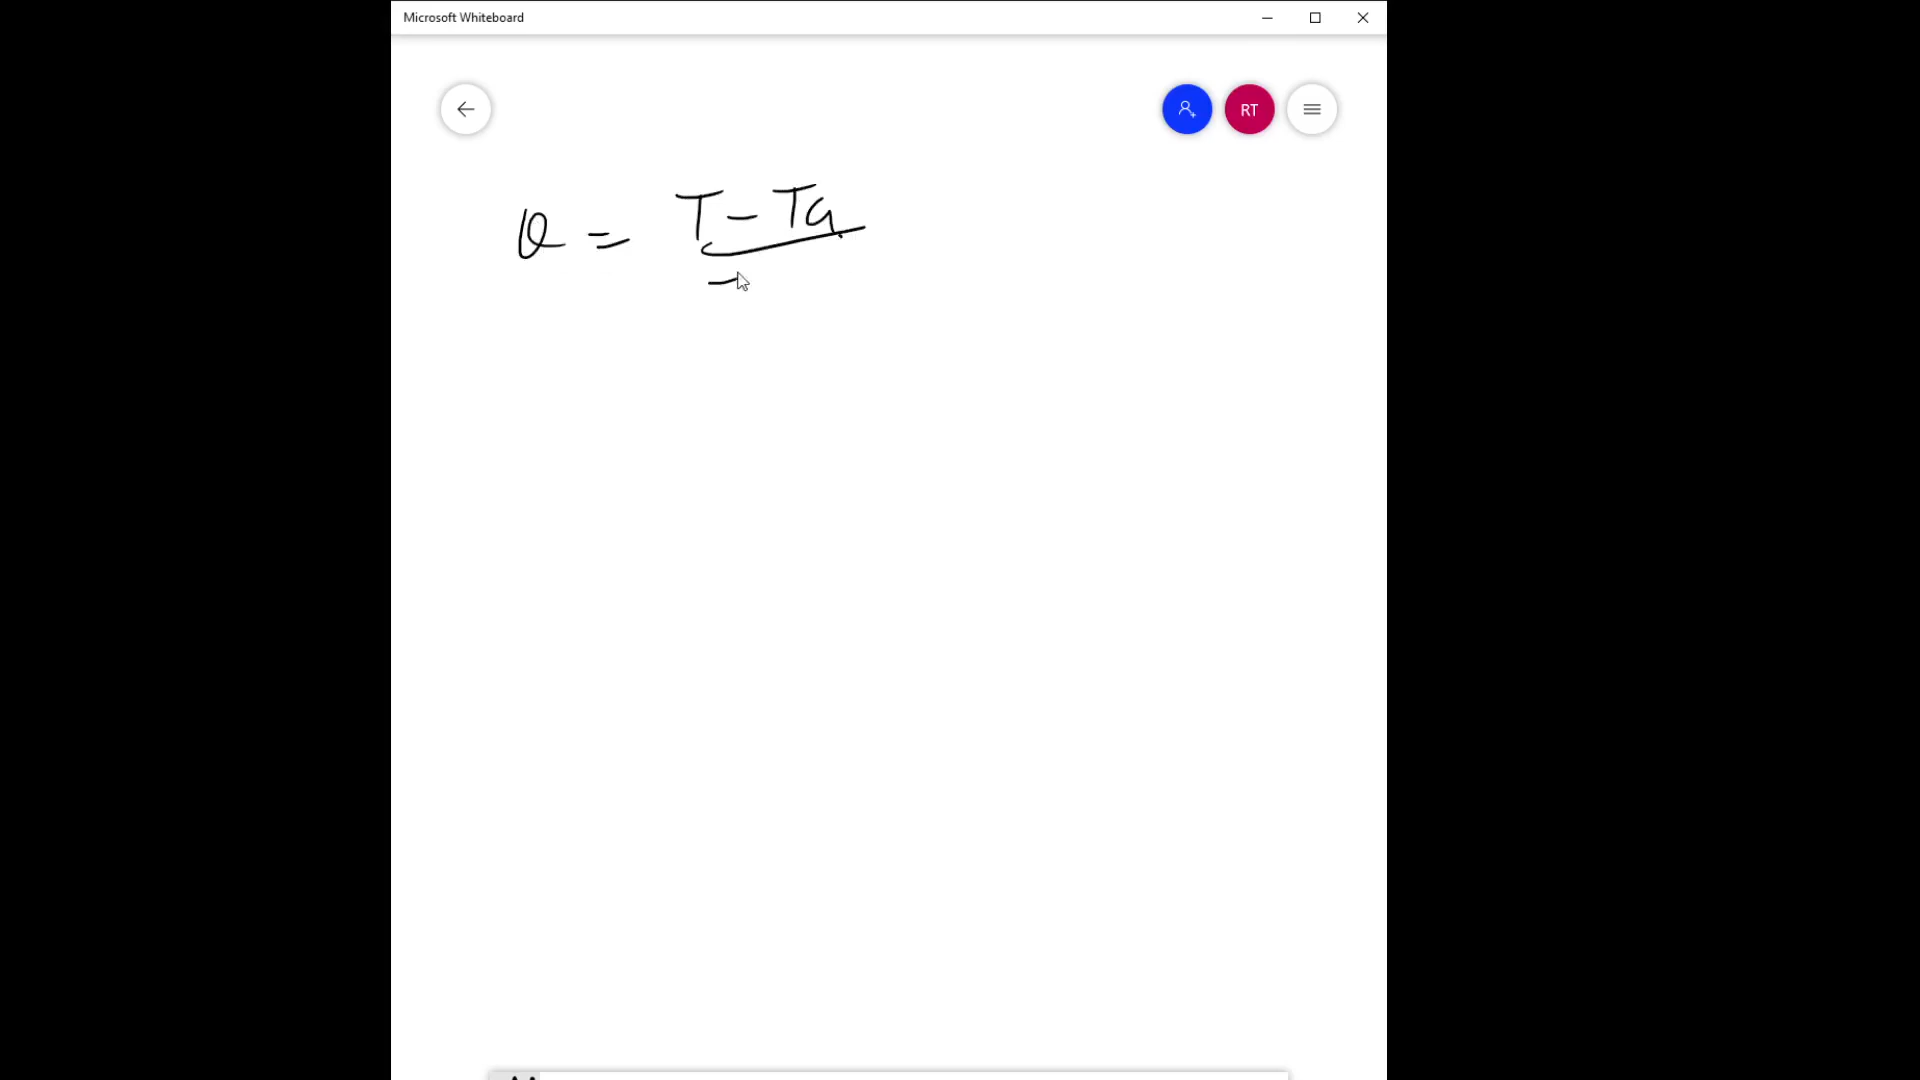 Microsoft Whiteboard
RT
θ = T - Ta